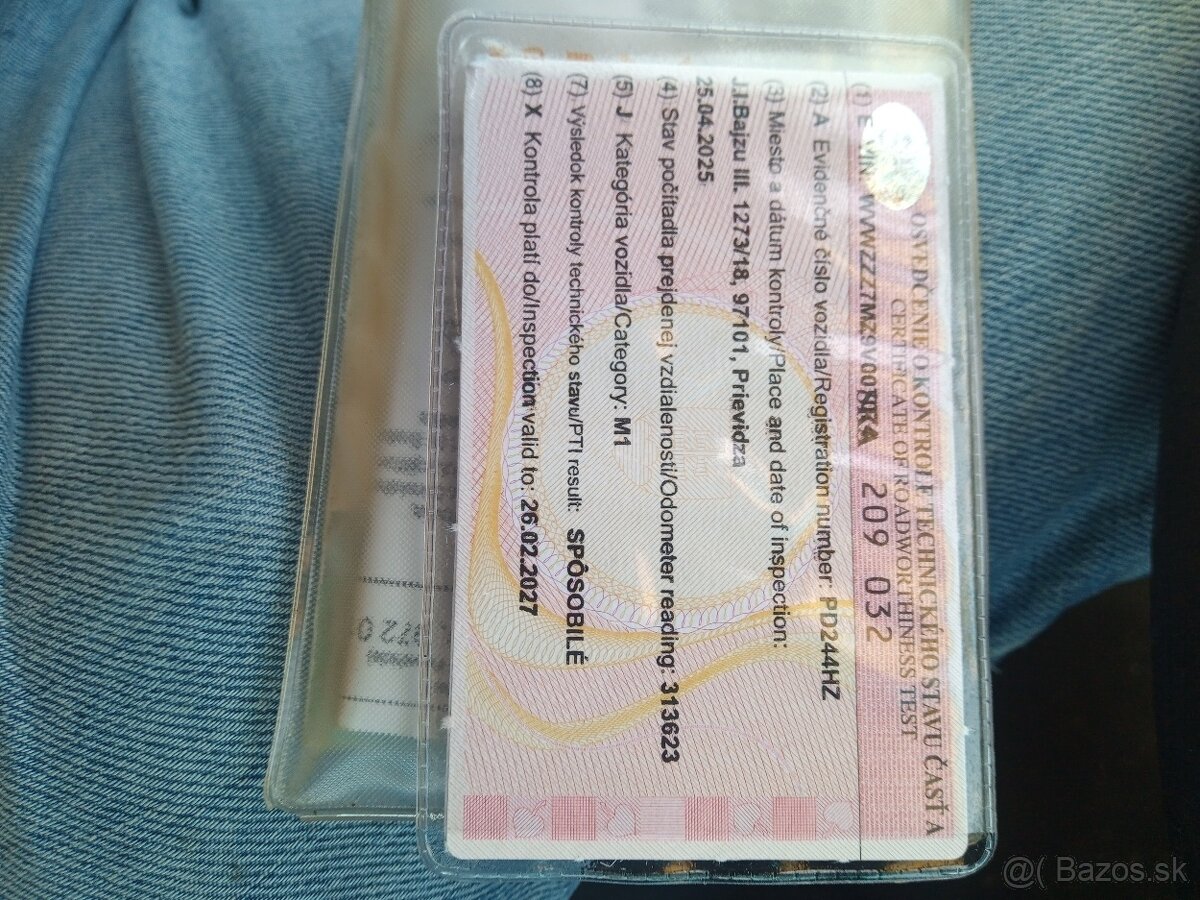 OSVEDČENIE O KONTROLE TECHNICKÉHO STAVU ČASŤ A
CERTIFICATE OF ROADWORTHINESS TEST
209 032
(1) E VIN:
(2) A Evidenčné číslo vozidla/Registration number: PD244HZ
(3) Miesto a dátum kontroly/Place and date of inspection:
J.I.Bajzu III. 1273/18, 97101, Prievidza
25.04.2025
(4) Stav počítadla prejdenej vzdialenosti/Odometer reading: 313623
(5) J Kategória vozidla/Category: M1
(7) Výsledok kontroly technického stavu/PTI result: SPÔSOBILÉ
(8) X Kontrola platí do/Inspection valid to: 26.02.2027
@( Bazos.sk